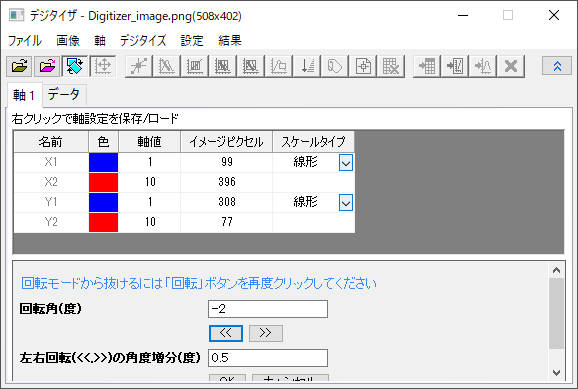 デジタイザ - Digitizer_image.png(508x402)
ファイル 画像 軸 デジタイズ 設定 結果
軸 1 データ
右クリックで軸設定を保存/ロード
名前 色 軸値 イメージピクセル スケールタイプ
X1 1 99 線形
X2 10 396
Y1 1 308 線形
Y2 10 77
回転モードから抜けるには「回転」ボタンを再度クリックしてください
回転角(度) -2
<< >>
左右回転(<<,>>)の角度増分(度) 0.5
OK キャンセル